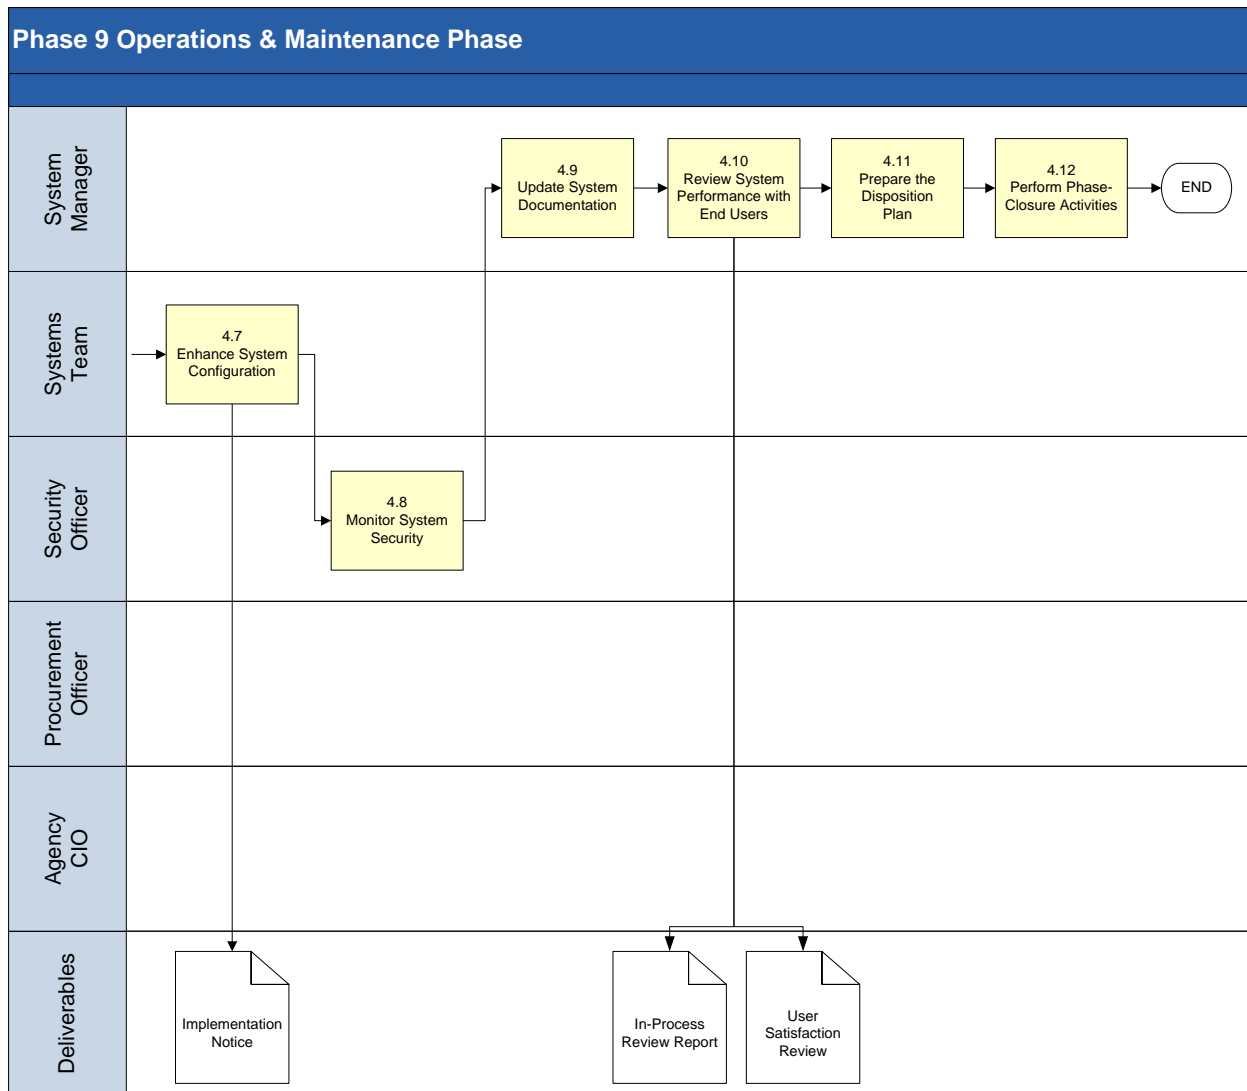 Phase 9 Operations & Maintenance Phase
System
Manager
4.9
Update System
Documentation
4.10
Review System
Performance with
End Users
4.11
Prepare the
Disposition
Plan
4.12
Perform Phase-
Closure Activities
END
Systems
Team
4.7
Enhance System
Configuration
Security
Officer
4.8
Monitor System
Security
Procurement
Officer
Agency
CIO
Deliverables
Implementation
Notice
In-Process
Review Report
User
Satisfaction
Review